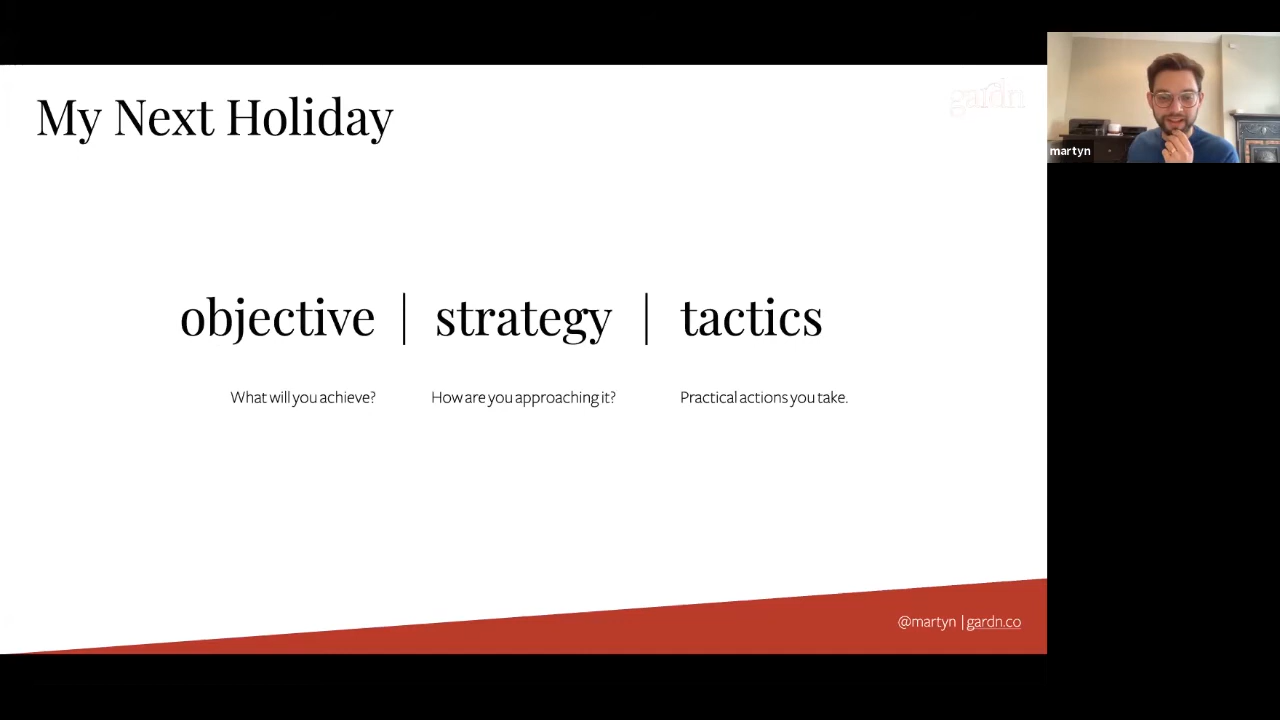 My Next Holiday
gardn
martyn
objective | strategy | tactics
What will you achieve? How are you approaching it? Practical actions you take.
@martyn | gardn.co